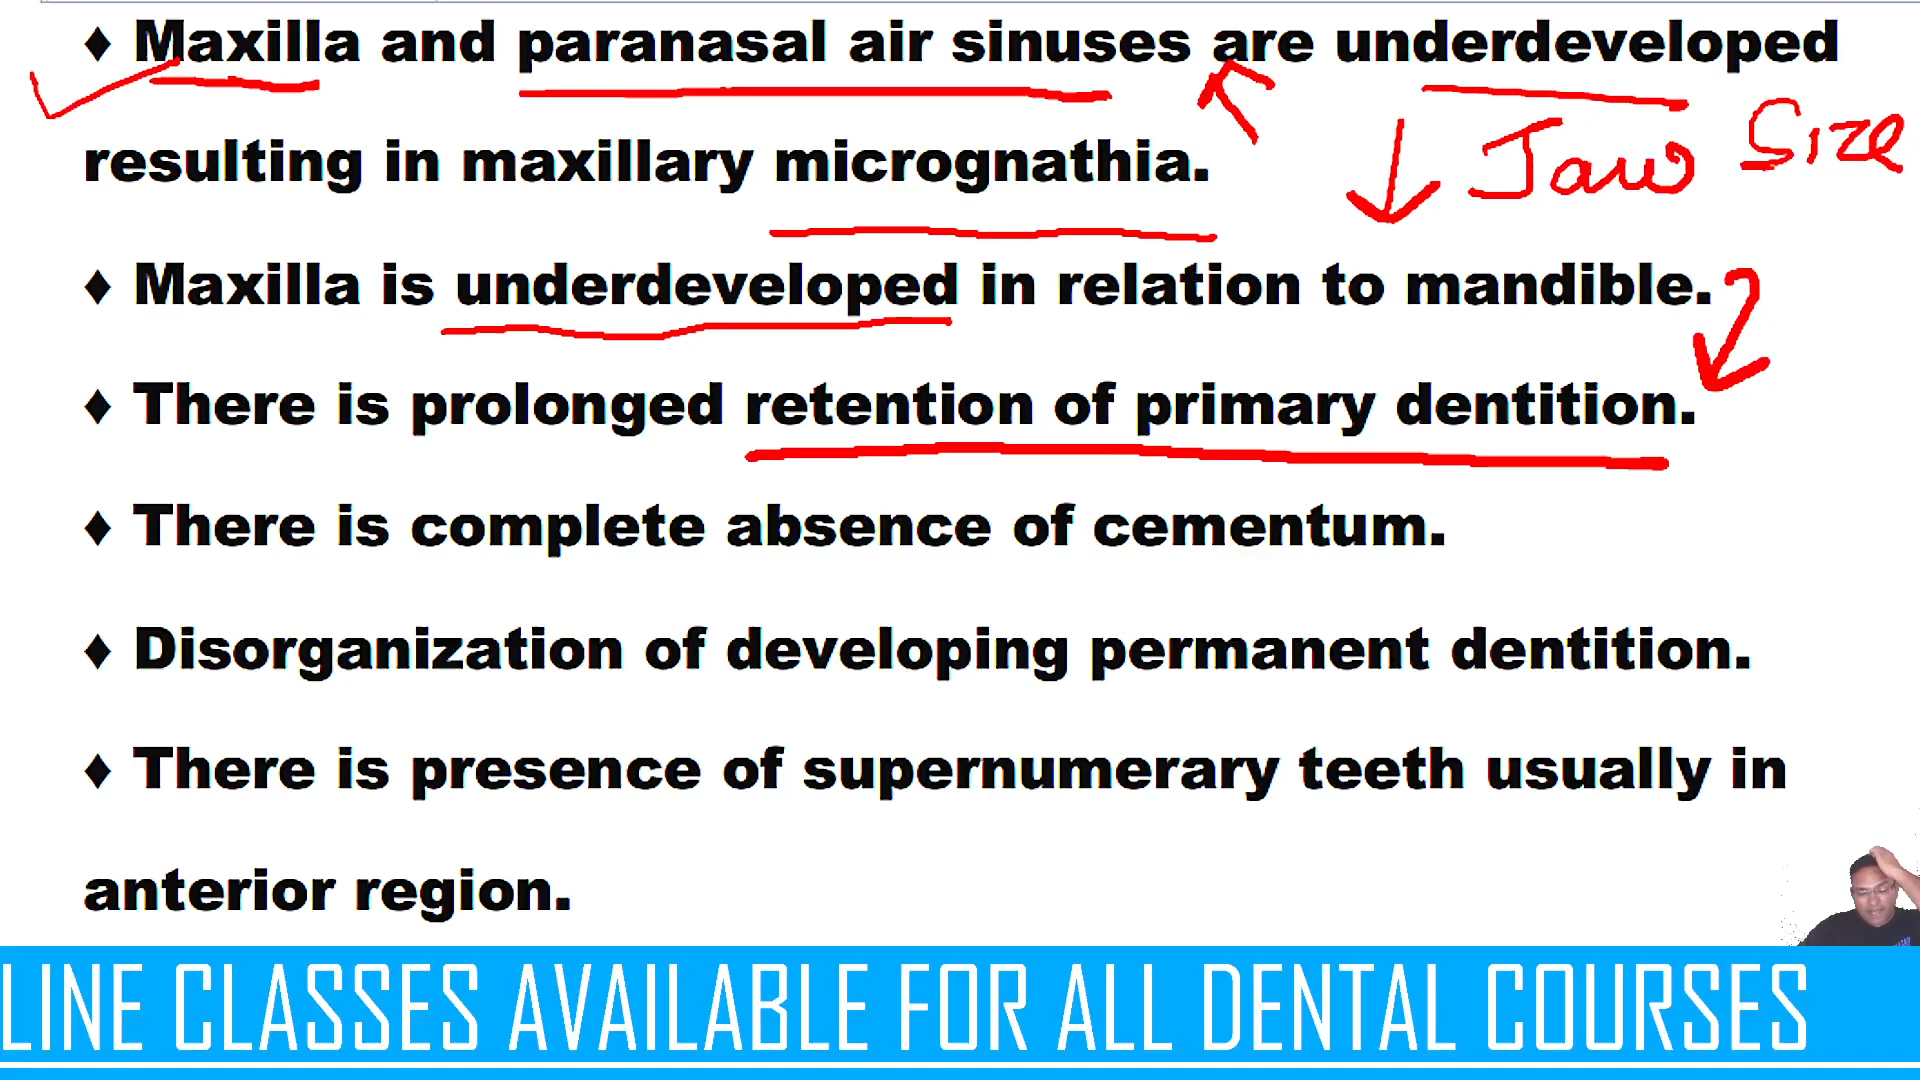 ♦ Maxilla and paranasal air sinuses are underdeveloped
Jaw Size
resulting in maxillary micrognathia.
♦ Maxilla is underdeveloped in relation to mandible.
♦ There is prolonged retention of primary dentition.
♦ There is complete absence of cementum.
♦ Disorganization of developing permanent dentition.
♦ There is presence of supernumerary teeth usually in
anterior region.
LINE CLASSES AVAILABLE FOR ALL DENTAL COURSES